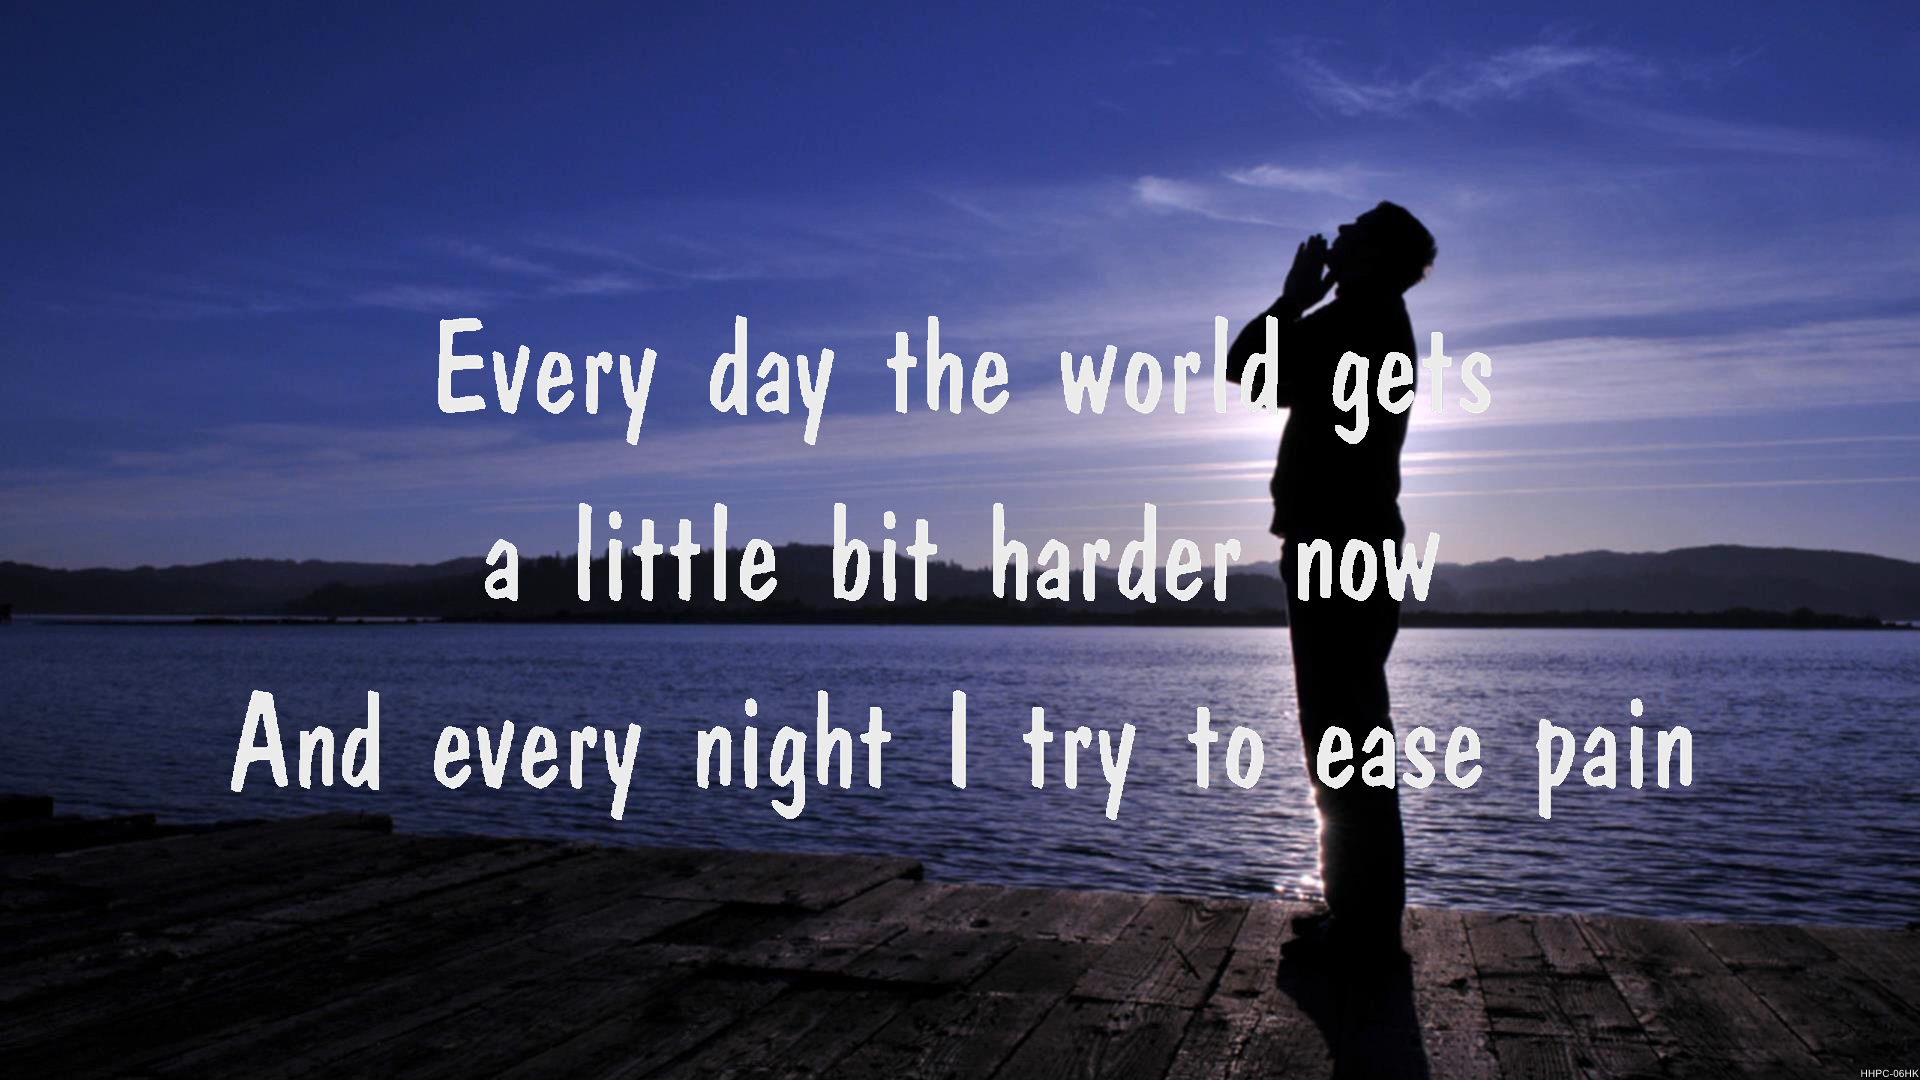 Every day the world gets
a little bit harder now
And every night I try to ease pain
HHPC-06HK